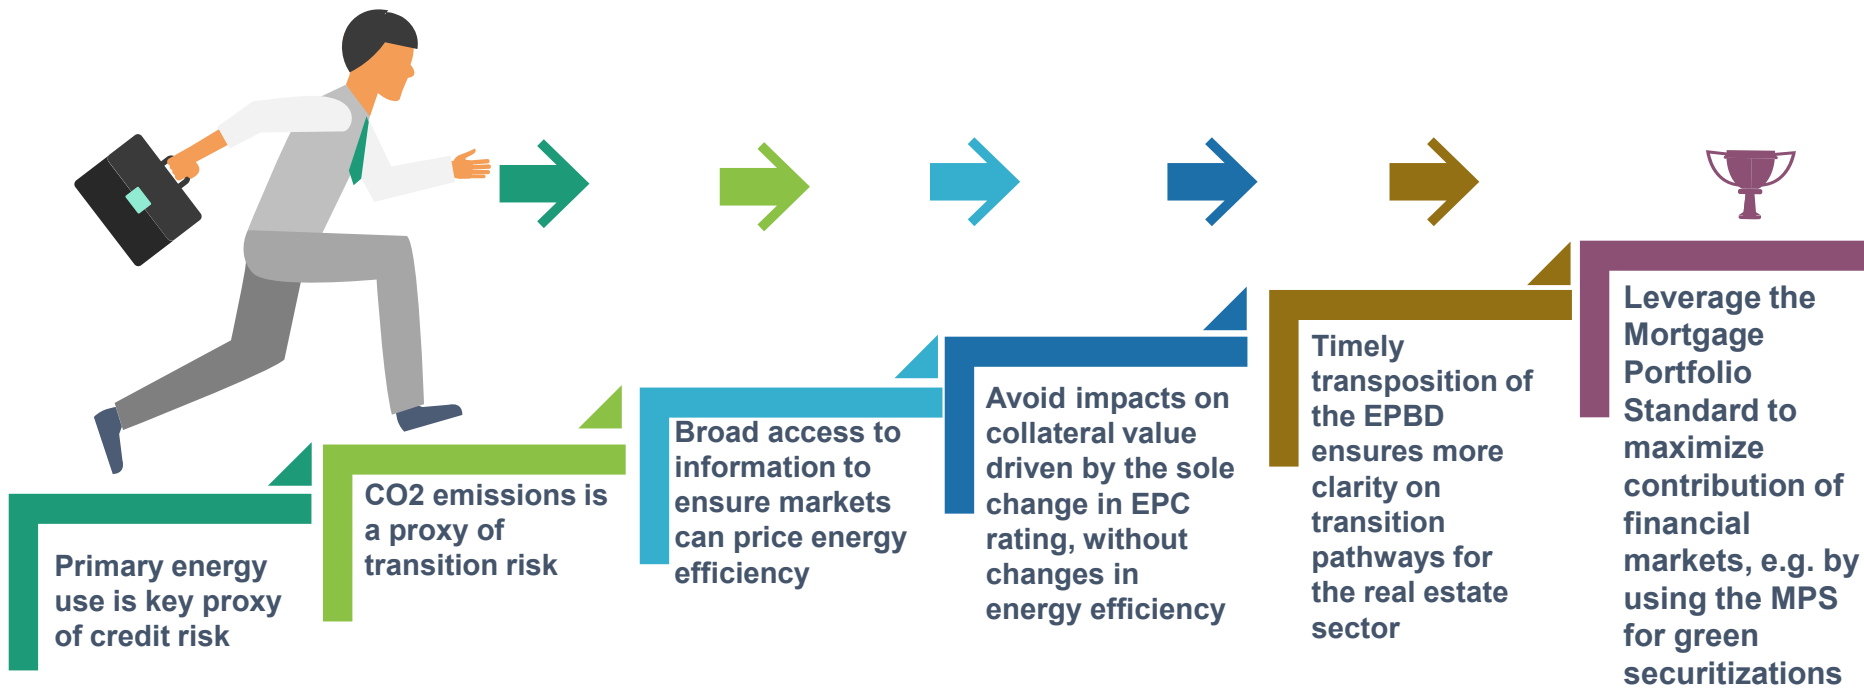 Primary energy
use is key proxy
of credit risk
CO2 emissions is
a proxy of
transition risk
Broad access to
information to
ensure markets
can price energy
efficiency
Avoid impacts on
collateral value
driven by the sole
change in EPC
rating, without
changes in
energy efficiency
Timely
transposition of
the EPBD
ensures more
clarity on
transition
pathways for
the real estate
sector
Leverage the
Mortgage
Portfolio
Standard to
maximize
contribution of
financial
markets, e.g. by
using the MPS
for green
securitizations